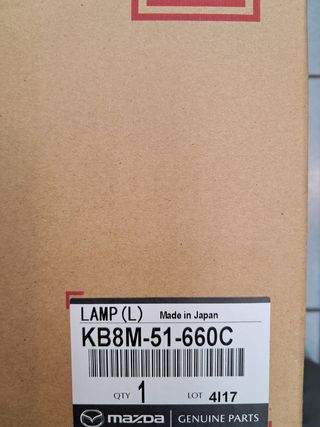 LAMP(L) Made in Japan
KB8M-51-660C
QTY 1 LOT 4I17
mazda GENUINE PARTS